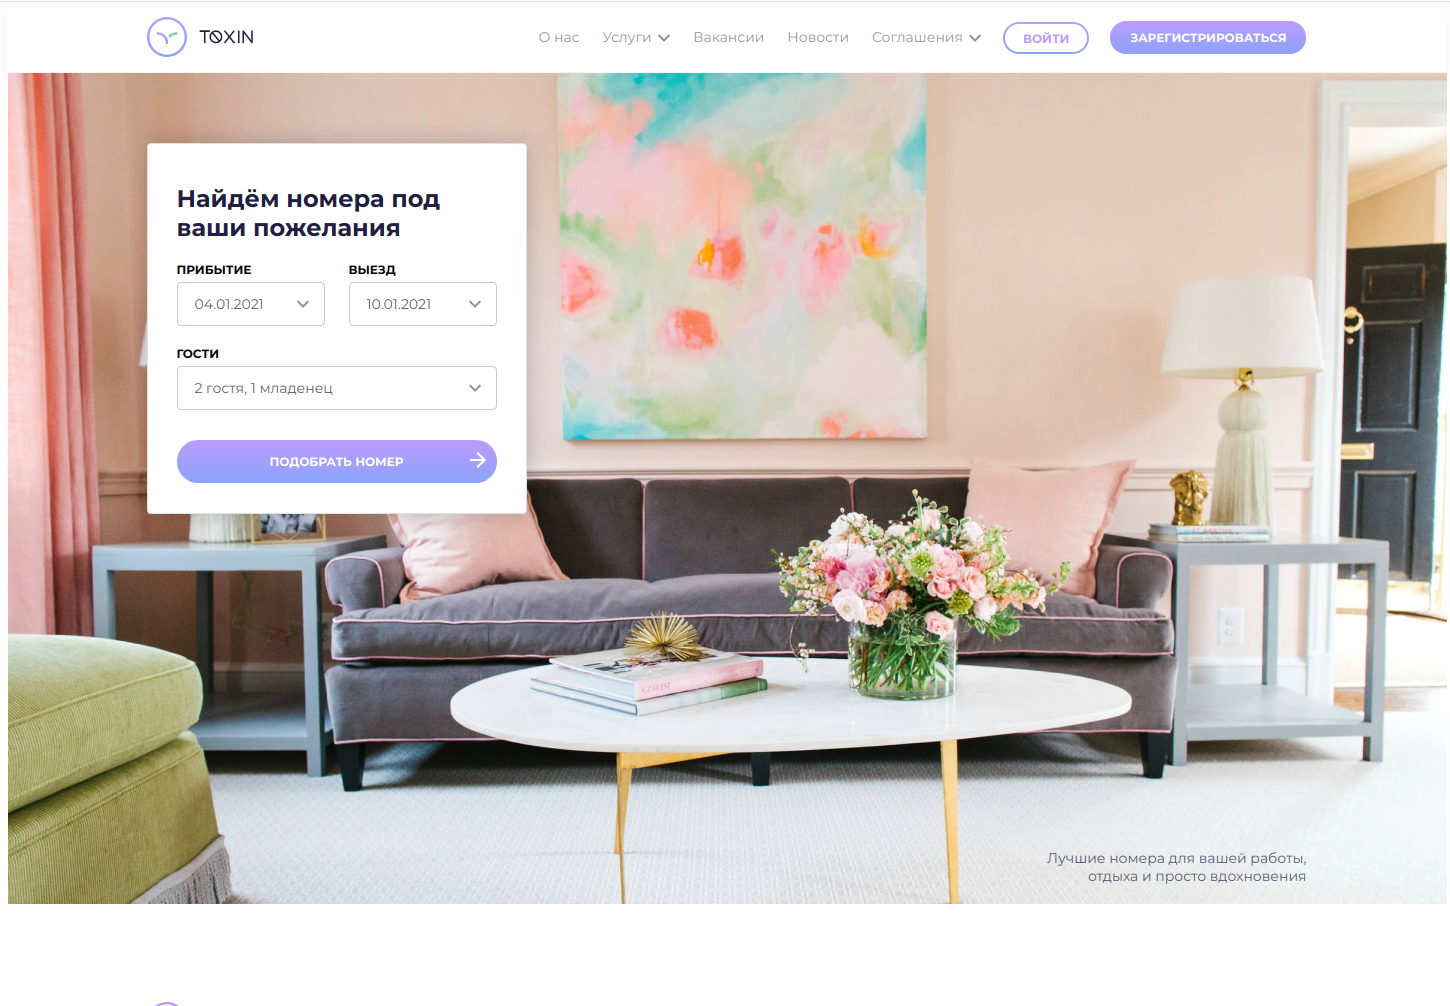 TOXIN
О нас
Услуги
Вакансии
Новости
Соглашения
ВОЙТИ
ЗАРЕГИСТРИРОВАТЬСЯ
Найдём номера под
ваши пожелания
ПРИБЫТИЕ
ВЫЕЗД
04.01.2021
10.01.2021
ГОСТИ
2 гостя, 1 младенец
ПОДОБРАТЬ НОМЕР
Лучшие номера для вашей работы,
отдыха и просто вдохновения